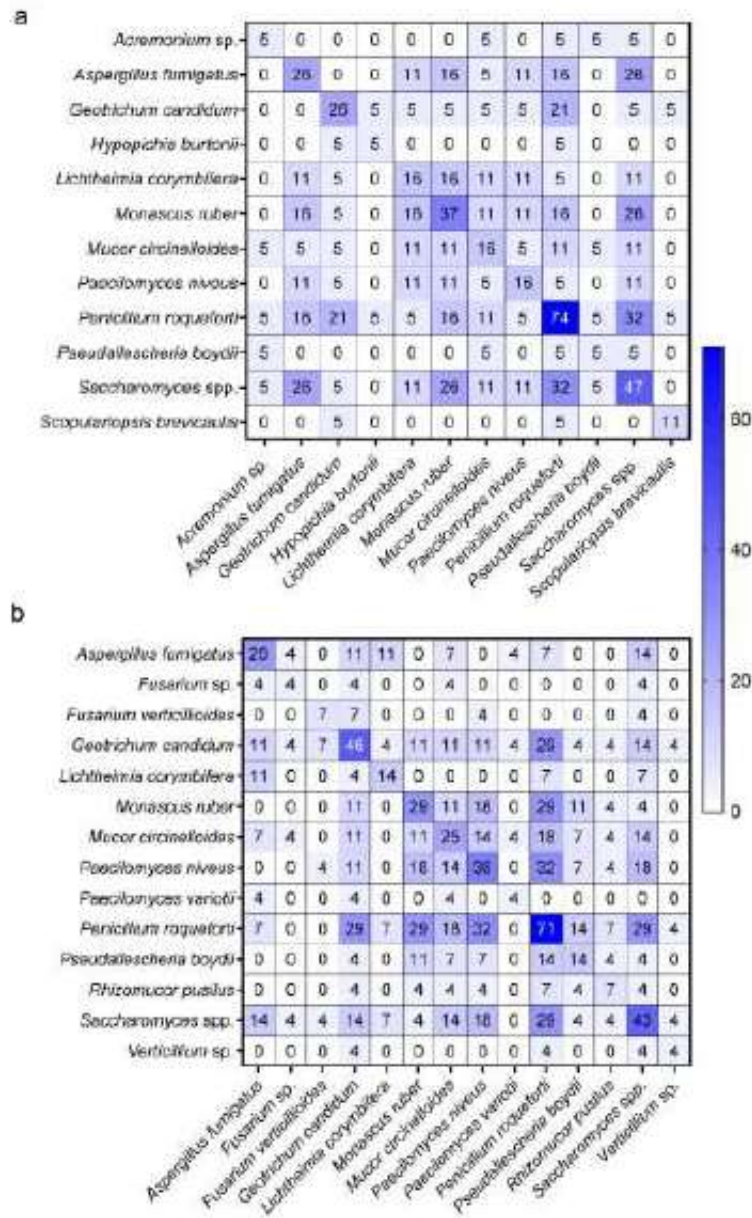 a
Acremonium sp. 5 0 0 0 0 0 5 0 5 5 5 0
Aspergillus fumigatus 0 26 0 0 11 16 5 11 16 0 26 0
Geotrichum candidum 0 0 26 5 5 5 5 5 21 0 5 5
Hypopichia burtonii 0 0 5 5 0 0 0 0 5 0 0 0
Lichtheimia corymbifera 0 11 5 0 16 16 11 11 5 0 11 0
Monascus ruber 0 16 5 0 16 37 11 11 16 0 26 0
Mucor circinelloides 5 5 5 0 11 11 16 5 11 5 11 0
Paecilomyces niveus 0 11 5 0 11 11 5 16 5 0 11 0
Penicillium roqueforti 5 16 21 5 5 16 11 5 74 5 32 5
Pseudallescheria boydii 5 0 0 0 0 0 5 0 5 5 5 0
Saccharomyces spp. 5 26 5 0 11 26 11 11 32 5 47 0
Scopulariopsis brevicaulis 0 0 5 0 0 0 0 0 5 0 0 11
Acremonium sp.
Aspergillus fumigatus
Geotrichum candidum
Hypopichia burtonii
Lichtheimia corymbifera
Monascus ruber
Mucor circinelloides
Paecilomyces niveus
Penicillium roqueforti
Pseudallescheria boydii
Saccharomyces spp.
Scopulariopsis brevicaulis
60
40
20
0
b
Aspergillus fumigatus 4 0 11 11 0 7 0 4 7 0 0 14 0
Fusarium sp. 4 4 0 4 0 0 4 0 0 0 0 0 4 0
Fusarium verticillioides 0 0 7 7 0 0 0 4 0 0 0 0 4 0
Geotrichum candidum 11 4 7 46 4 11 11 11 4 29 4 4 14 4
Lichtheimia corymbifera 11 0 0 4 14 0 0 0 0 7 0 0 7 0
Monascus ruber 0 0 0 11 0 29 11 18 0 29 11 4 4 0
Mucor circinelloides 7 4 0 11 0 11 25 14 4 18 7 4 14 0
Paecilomyces niveus 0 0 4 11 0 18 14 0 32 7 4 18 0
Paecilomyces variotii 4 0 0 4 0 0 4 0 4 0 0 0 0 0
Penicillium roqueforti 7 0 0 29 7 29 18 32 0 71 14 7 29 4
Pseudallescheria boydii 0 0 0 4 0 11 7 7 0 14 14 4 4 0
Rhizomucor pusilus 0 0 0 4 0 4 4 4 0 7 4 7 4 0
Saccharomyces spp. 14 4 4 14 7 4 14 18 0 29 4 4 43 4
Verticillium sp. 0 0 0 4 0 0 0 0 0 4 0 0 4 4
Aspergillus fumigatus
Fusarium sp.
Fusarium verticillioides
Geotrichum candidum
Lichtheimia corymbifera
Monascus ruber
Mucor circinelloides
Paecilomyces niveus
Paecilomyces variotii
Penicillium roqueforti
Pseudallescheria boydii
Rhizomucor pusilus
Saccharomyces spp.
Verticillium sp.